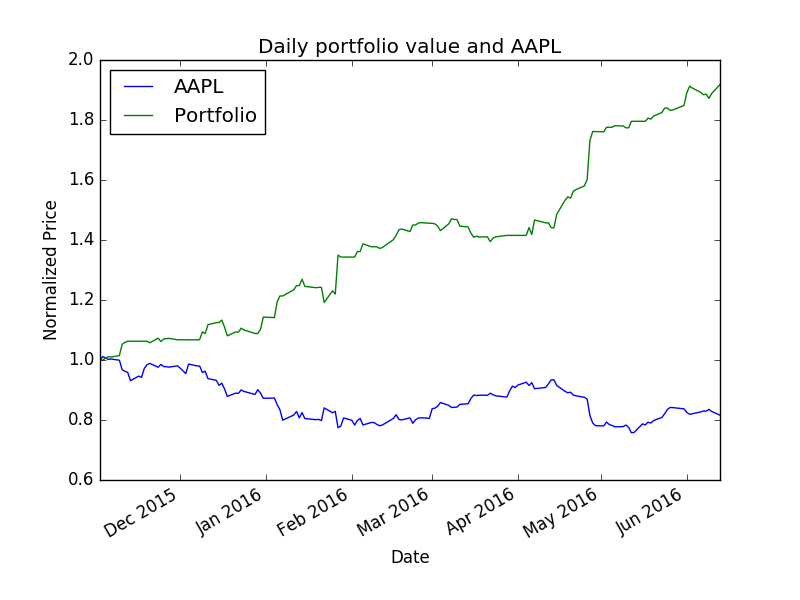 Daily portfolio value and AAPL
2.0
1.8
1.6
1.4
1.2
1.0
0.8
0.6
Normalized Price
AAPL
Portfolio
Dec 2015
Jan 2016
Feb 2016
Mar 2016
Apr 2016
May 2016
Jun 2016
Date